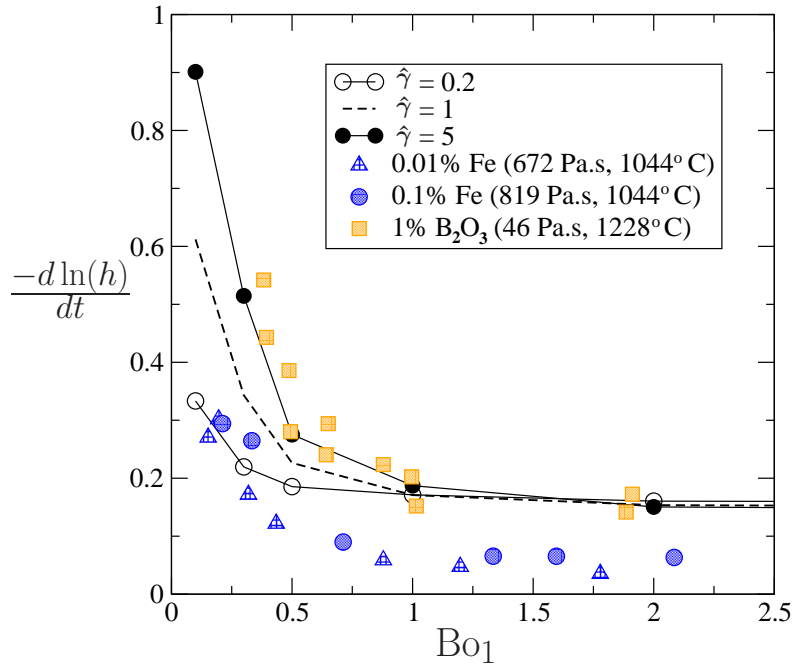 1
0.8
0.6
0.4
0.2
0
−d ln(h)
dt
γ̂ = 0.2
γ̂ = 1
γ̂ = 5
0.01% Fe (672 Pa.s, 1044° C)
0.1% Fe (819 Pa.s, 1044° C)
1% B₂O₃ (46 Pa.s, 1228° C)
0 0.5 1 1.5 2 2.5
Bo₁